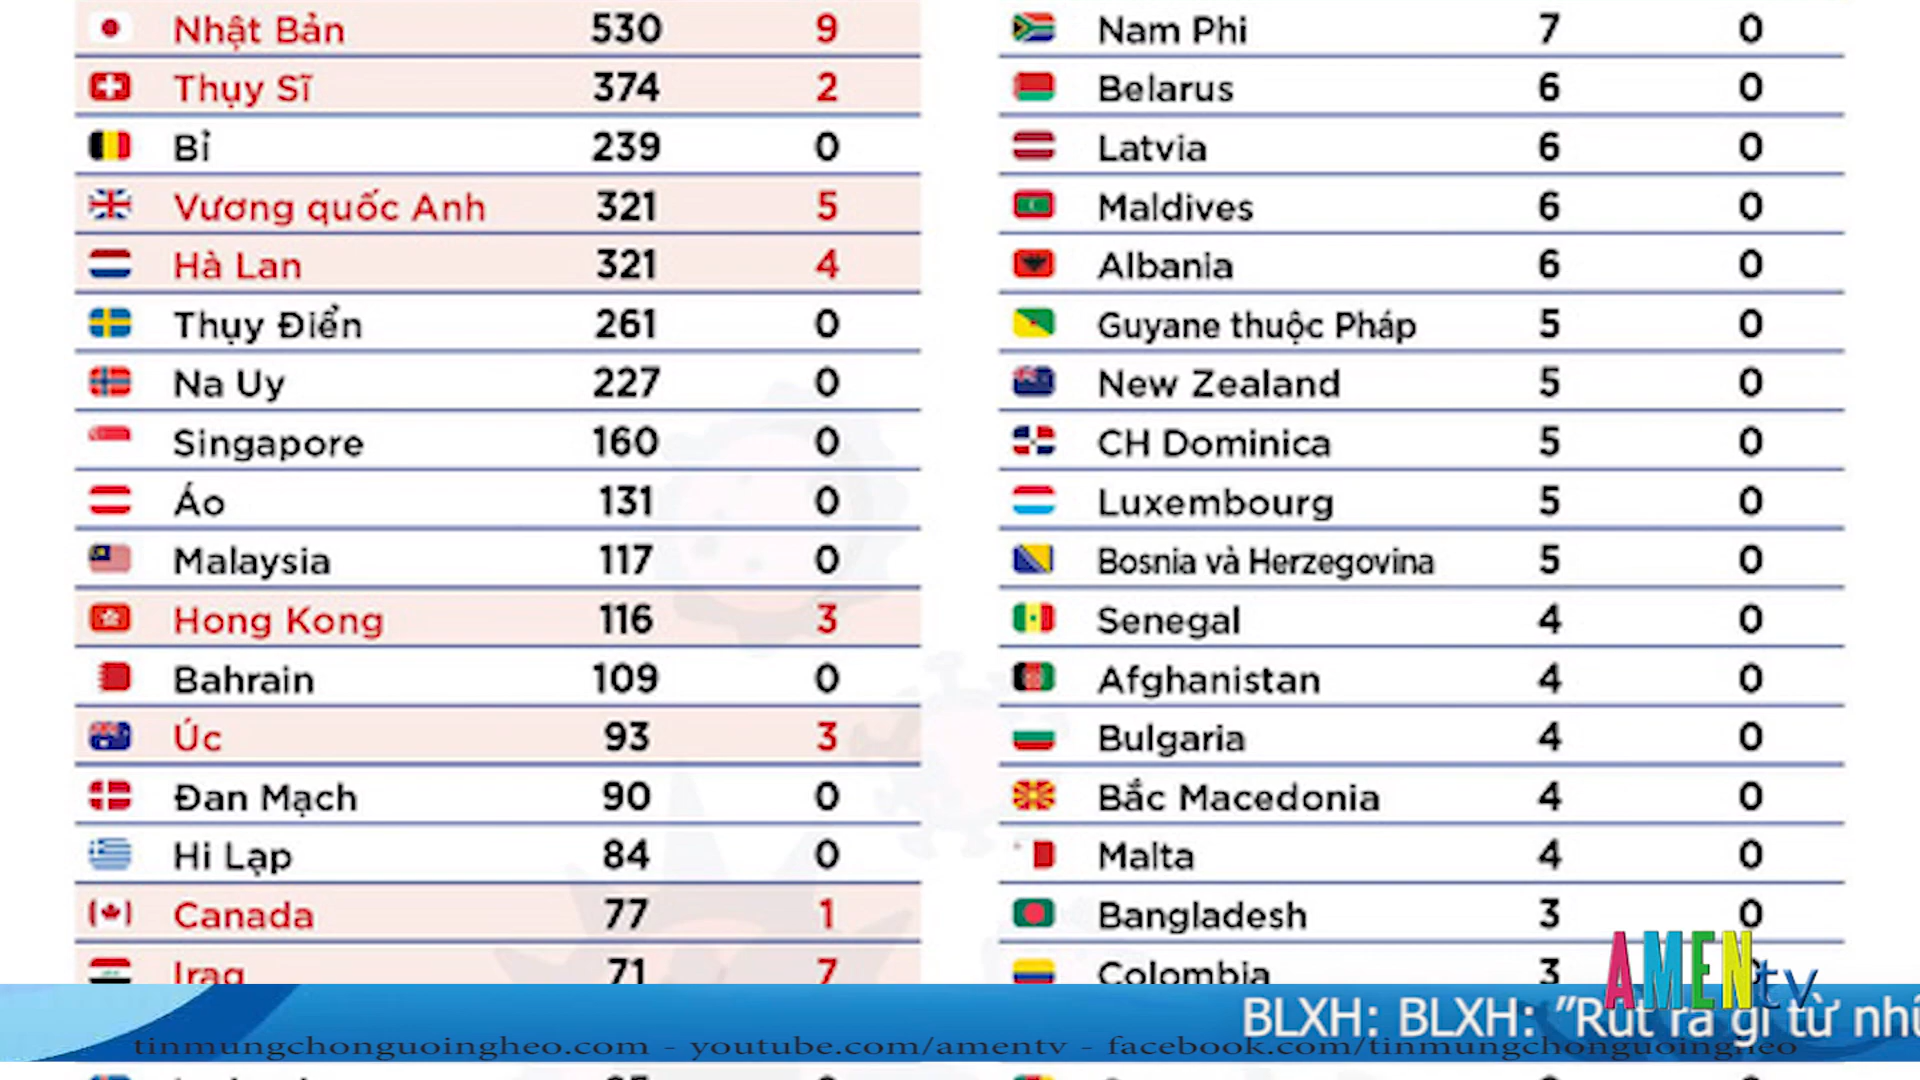 Nhật Bản 530 9
Thụy Sĩ 374 2
Bỉ 239 0
Vương quốc Anh 321 5
Hà Lan 321 4
Thụy Điển 261 0
Na Uy 227 0
Singapore 160 0
Áo 131 0
Malaysia 117 0
Hong Kong 116 3
Bahrain 109 0
Úc 93 3
Đan Mạch 90 0
Hi Lạp 84 0
Canada 77 1
Iraq 71 7
Nam Phi 7 0
Belarus 6 0
Latvia 6 0
Maldives 6 0
Albania 6 0
Guyane thuộc Pháp 5 0
New Zealand 5 0
CH Dominica 5 0
Luxembourg 5 0
Bosnia và Herzegovina 5 0
Senegal 4 0
Afghanistan 4 0
Bulgaria 4 0
Bắc Macedonia 4 0
Malta 4 0
Bangladesh 3 0
Colombia 3
AMENtv
BLXH: BLXH: "Rút ra gì từ
tinmungchonguoingheo.com - youtube.com/amentv - facebook.com/tinmungchonguoingheo